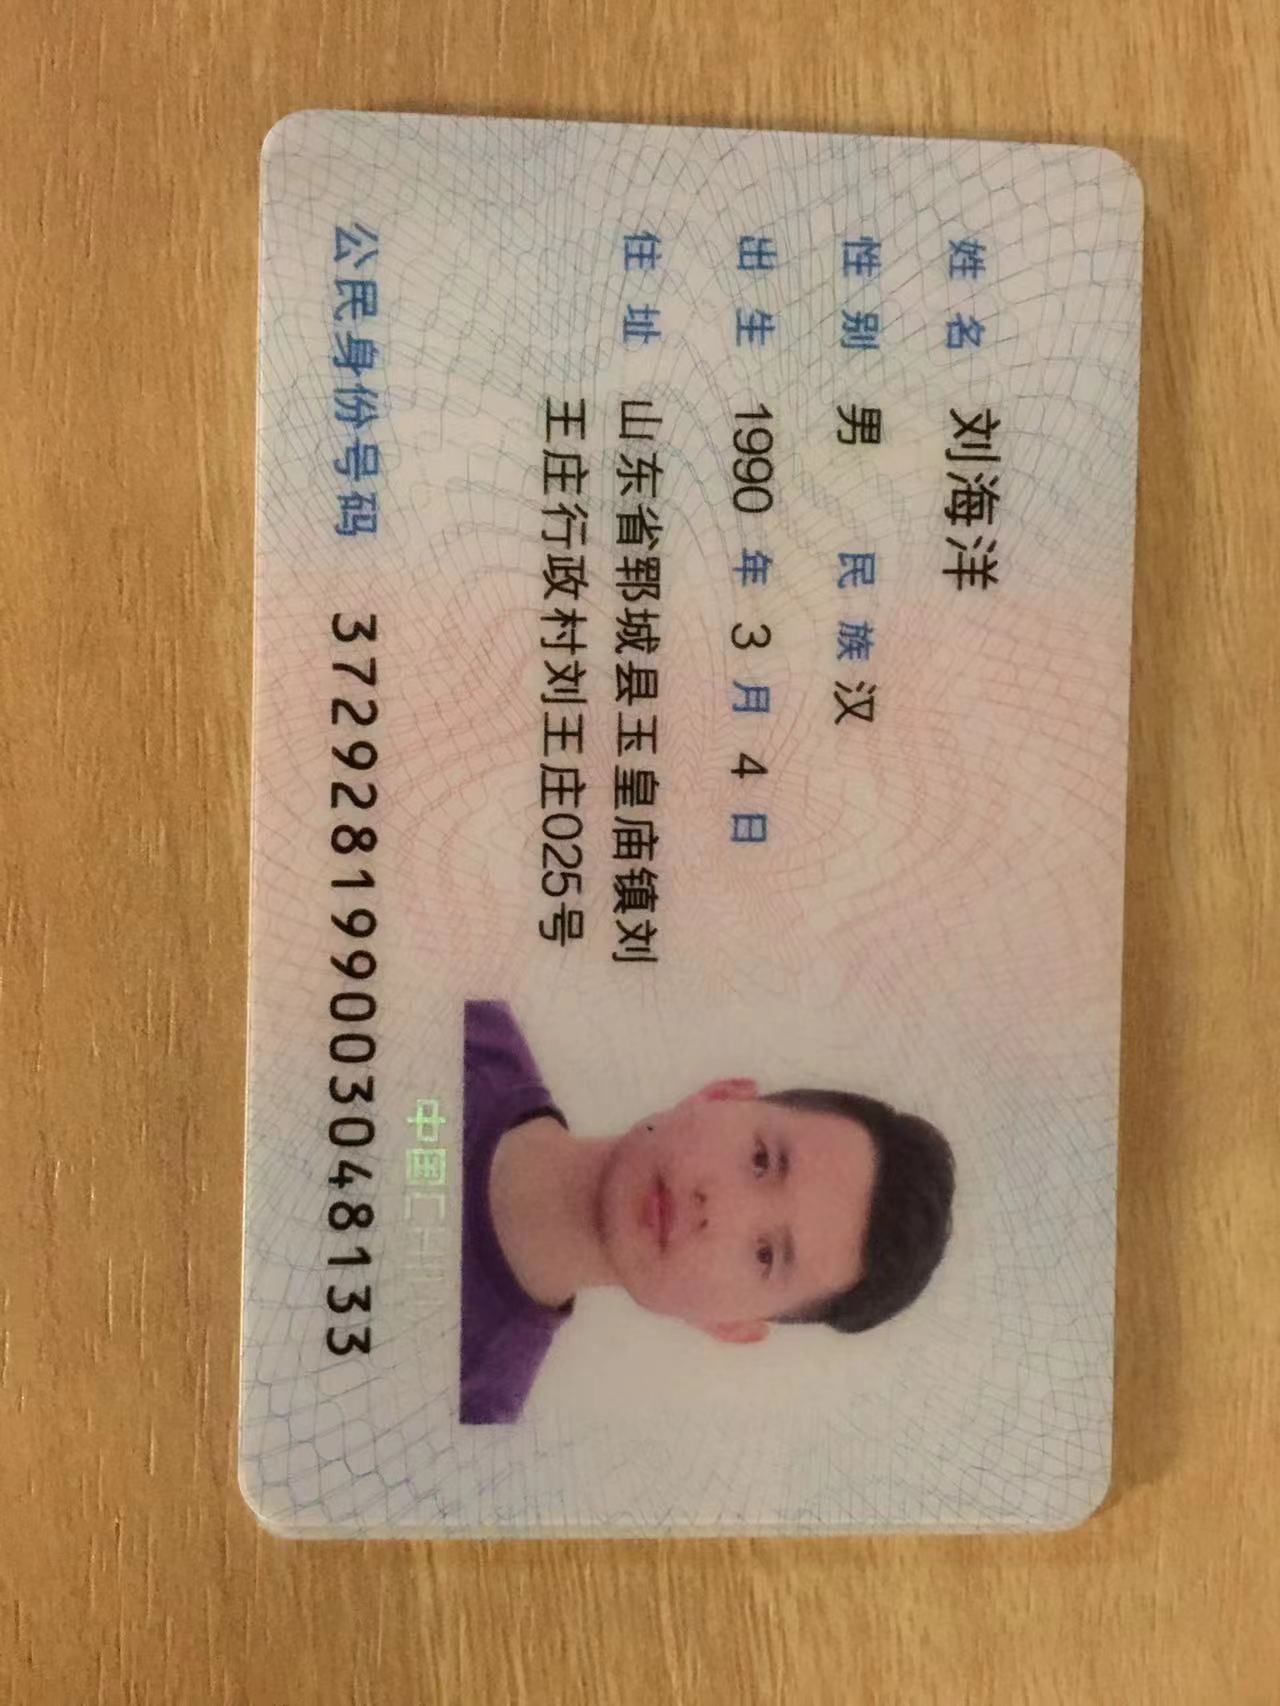 姓名 刘海洋
性别 男 民族 汉
出生 1990 年 3 月 4 日
住址 山东省郓城县玉皇庙镇刘
王庄行政村刘王庄025号
公民身份号码 372928199003048133
中国CHIN